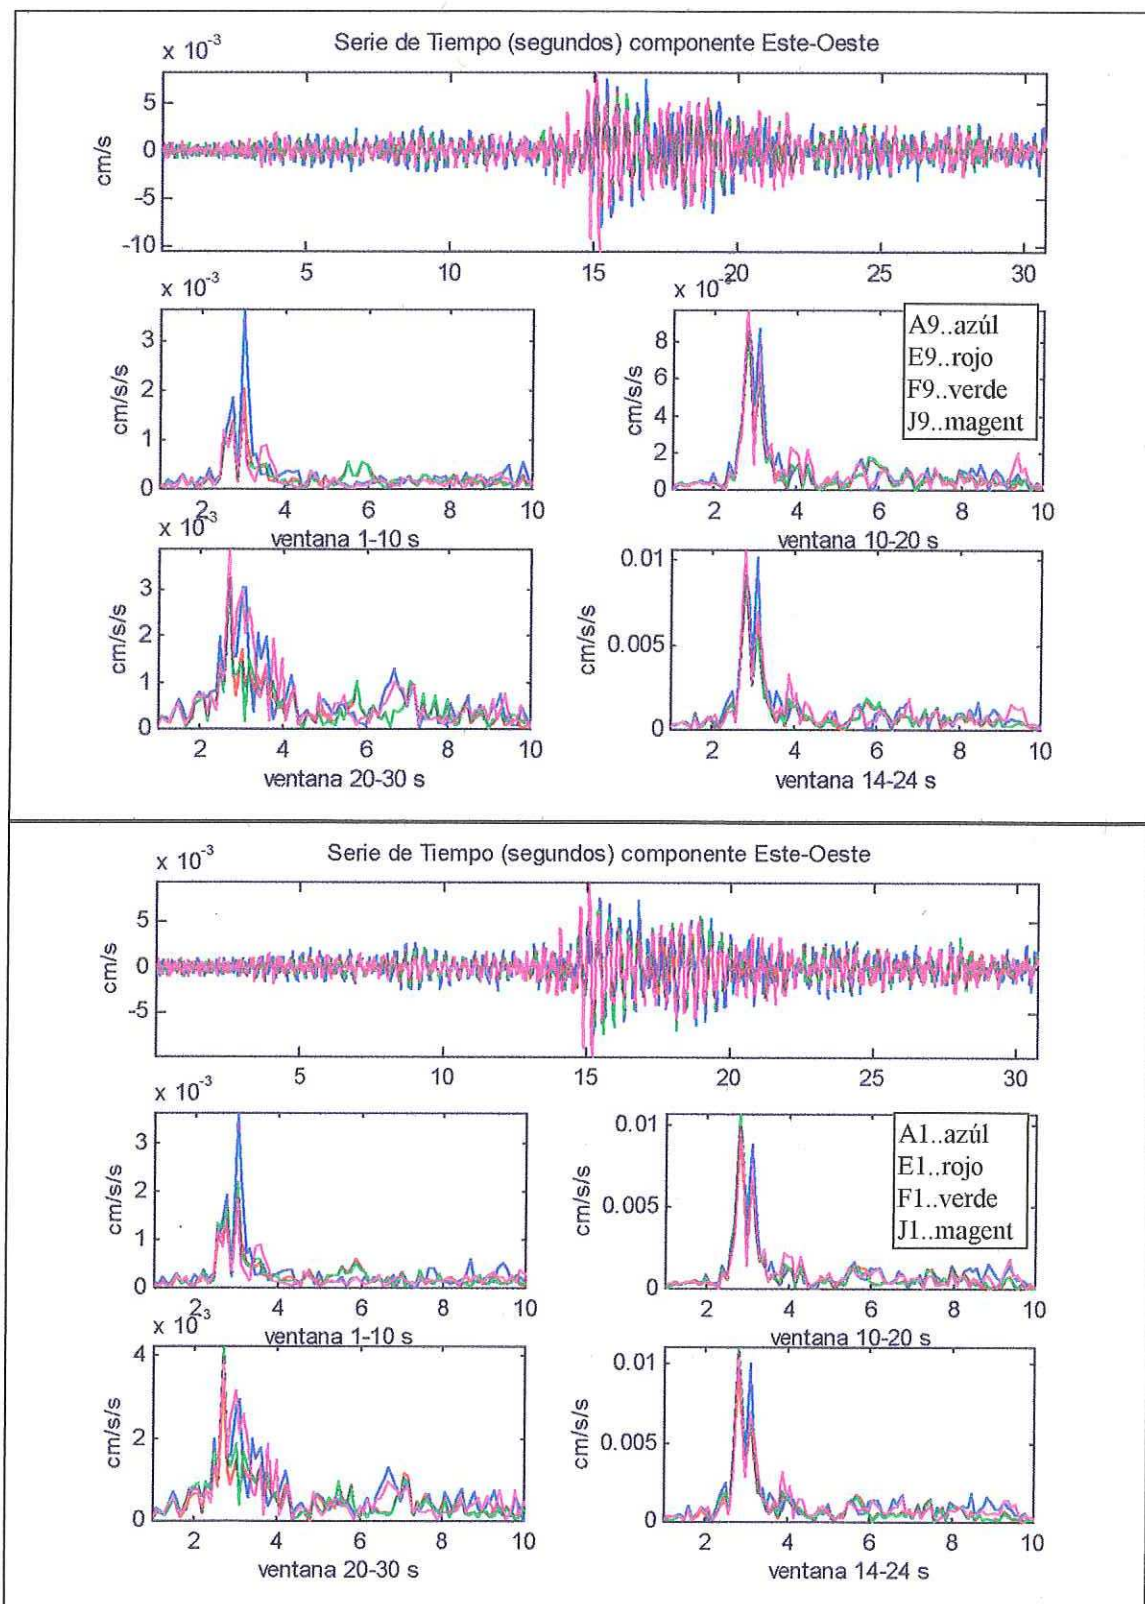 Serie de Tiempo (segundos) componente Este-Oeste
x 10-3
cm/s
5
0
-5
-10
5 10 15 20 25 30
x 10-3
cm/s/s
3
2
1
0
2 4 6 8 10
ventana 1-10 s
x 10-3
cm/s/s
8
6
4
2
0
2 4 6 8 10
ventana 10-20 s
A9..azúl
E9..rojo
F9..verde
J9..magent
x 10-3
cm/s/s
3
2
1
0
2 4 6 8 10
ventana 20-30 s
cm/s/s
0.01
0.005
0
2 4 6 8 10
ventana 14-24 s
Serie de Tiempo (segundos) componente Este-Oeste
x 10-3
cm/s
5
0
-5
5 10 15 20 25 30
x 10-3
cm/s/s
3
2
1
0
2 4 6 8 10
ventana 1-10 s
cm/s/s
0.01
0.005
0
2 4 6 8 10
ventana 10-20 s
A1..azúl
E1..rojo
F1..verde
J1..magent
x 10-3
cm/s/s
4
2
0
2 4 6 8 10
ventana 20-30 s
cm/s/s
0.01
0.005
0
2 4 6 8 10
ventana 14-24 s